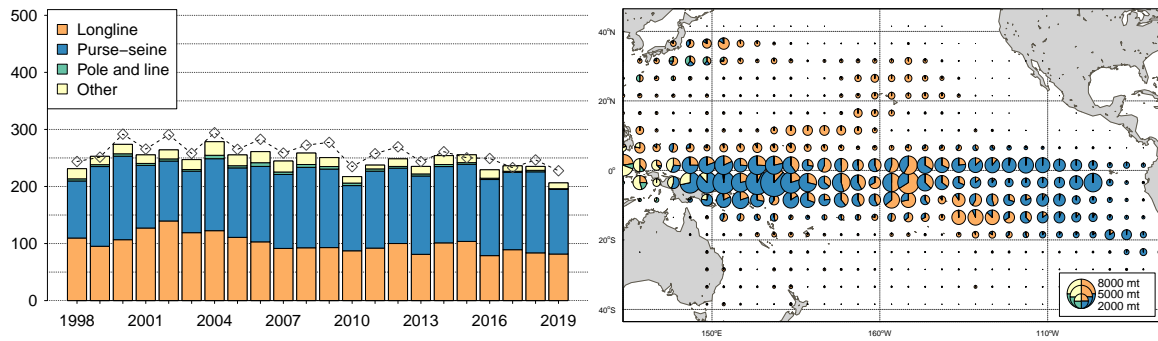 500
400
300
200
100
0
Longline
Purse−seine
Pole and line
Other
1998
2001
2004
2007
2010
2013
2016
2019
40°N
20°N
0°
20°S
40°S
150°E
160°W
110°W
8000 mt
5000 mt
2000 mt